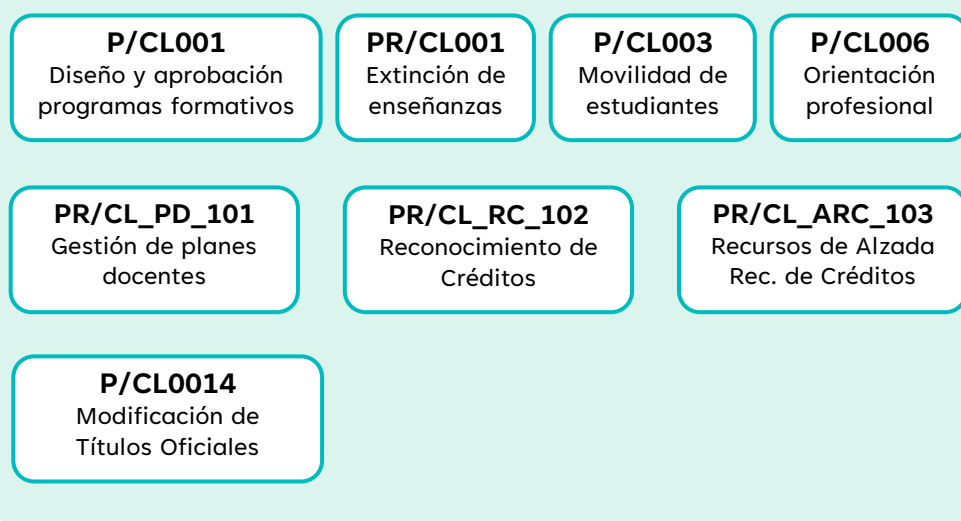 P/CL001
Diseño y aprobación
programas formativos
PR/CL001
Extinción de
enseñanzas
P/CL003
Movilidad de
estudiantes
P/CL006
Orientación
profesional
PR/CL_PD_101
Gestión de planes
docentes
PR/CL_RC_102
Reconocimiento de
Créditos
PR/CL_ARC_103
Recursos de Alzada
Rec. de Créditos
P/CL0014
Modificación de
Títulos Oficiales